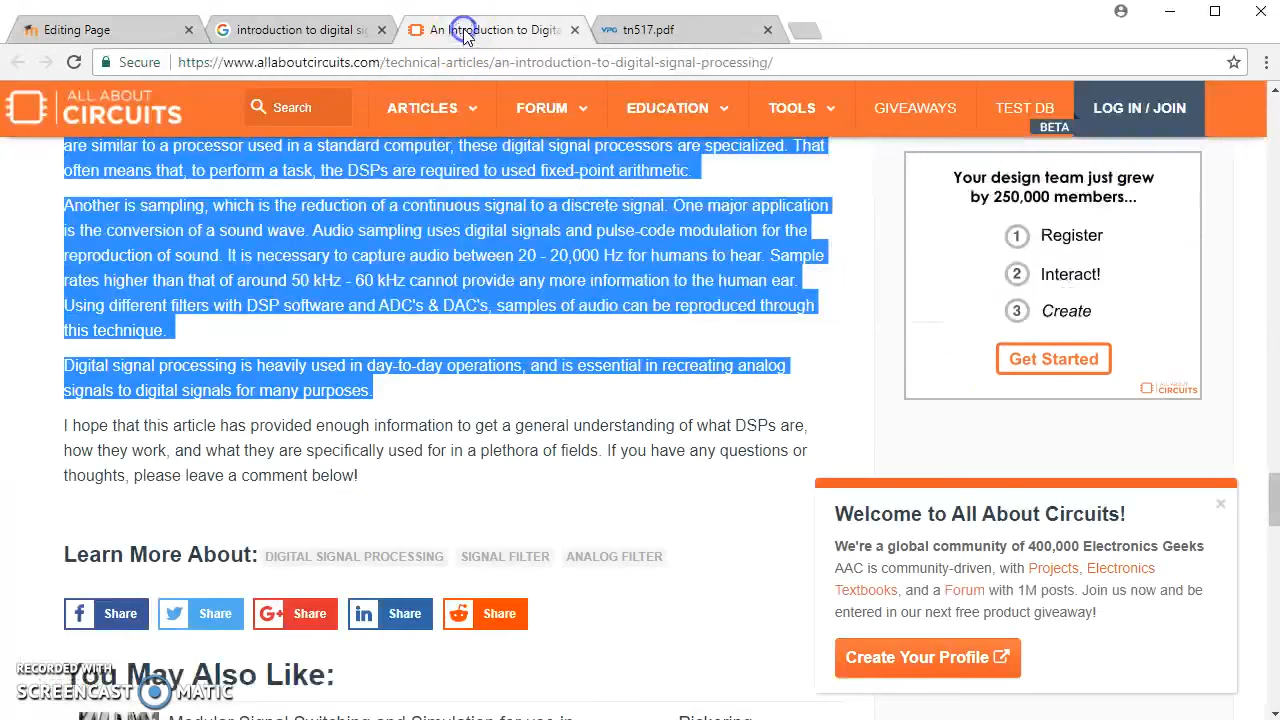 Editing Page
introduction to digital si
An Introduction to Digita
VPG tn517.pdf
Secure https://www.allaboutcircuits.com/technical-articles/an-introduction-to-digital-signal-processing/
ALL ABOUT
CIRCUITS
Search
ARTICLES
FORUM
EDUCATION
TOOLS
GIVEAWAYS
TEST DB
BETA
LOG IN / JOIN
are similar to a processor used in a standard computer, these digital signal processors are specialized. That
often means that, to perform a task, the DSPs are required to used fixed-point arithmetic.
Another is sampling, which is the reduction of a continuous signal to a discrete signal. One major application
is the conversion of a sound wave. Audio sampling uses digital signals and pulse-code modulation for the
reproduction of sound. It is necessary to capture audio between 20 - 20,000 Hz for humans to hear. Sample
rates higher than that of around 50 kHz - 60 kHz cannot provide any more information to the human ear.
Using different filters with DSP software and ADC's & DAC's, samples of audio can be reproduced through
this technique.
Digital signal processing is heavily used in day-to-day operations, and is essential in recreating analog
signals to digital signals for many purposes.
I hope that this article has provided enough information to get a general understanding of what DSPs are,
how they work, and what they are specifically used for in a plethora of fields. If you have any questions or
thoughts, please leave a comment below!
Learn More About: DIGITAL SIGNAL PROCESSING SIGNAL FILTER ANALOG FILTER
Share Share Share Share Share
You May Also Like:
Modular Signal Switching and Simulation for use in
Pickering
Your design team just grew
by 250,000 members...
1 Register
2 Interact!
3 Create
Get Started
ALL ABOUT
CIRCUITS
Welcome to All About Circuits!
We're a global community of 400,000 Electronics Geeks
AAC is community-driven, with Projects, Electronics
Textbooks, and a Forum with 1M posts. Join us now and be
entered in our next free product giveaway!
Create Your Profile
RECORDED WITH
SCREENCAST MATIC